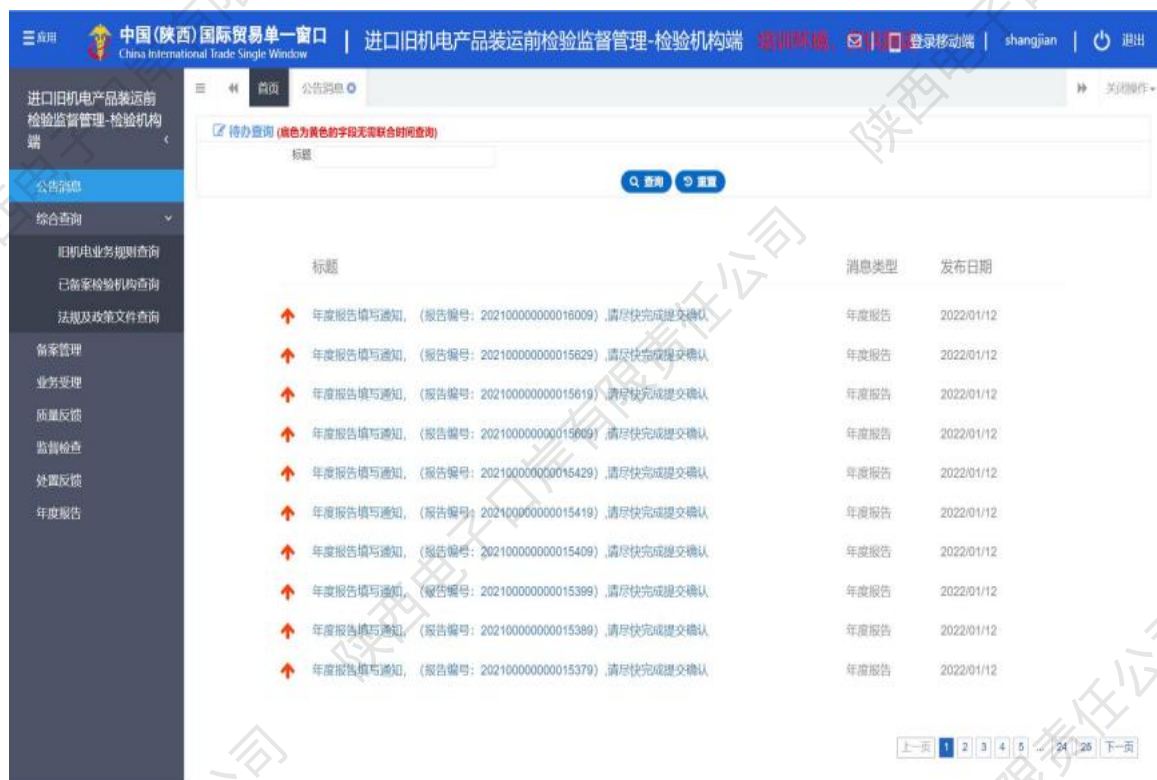 应用
中国(陕西)国际贸易单一窗口 | 进口旧机电产品装运前检验监督管理-检验机构端
China International Trade Single Window
登录移动端 | shangjian | 退出
进口旧机电产品装运前检验监督管理-检验机构端
首页 公告消息 关闭操作
待办查询 (底色为黄色的字段无需联合时间查询)
标题
查询 重置
公告消息
综合查询
旧机电业务规则查询
已备案检验机构查询
法规及政策文件查询
备案管理
业务受理
质量反馈
监督检查
处置反馈
年度报告
标题 消息类型 发布日期
年度报告填写通知, (报告编号: 202100000000016009) ,请尽快完成提交确认 年度报告 2022/01/12
年度报告填写通知, (报告编号: 202100000000015629) ,请尽快完成提交确认 年度报告 2022/01/12
年度报告填写通知, (报告编号: 202100000000015619) ,请尽快完成提交确认 年度报告 2022/01/12
年度报告填写通知, (报告编号: 202100000000015609) ,请尽快完成提交确认 年度报告 2022/01/12
年度报告填写通知, (报告编号: 202100000000015429) ,请尽快完成提交确认 年度报告 2022/01/12
年度报告填写通知, (报告编号: 202100000000015419) ,请尽快完成提交确认 年度报告 2022/01/12
年度报告填写通知, (报告编号: 202100000000015409) ,请尽快完成提交确认 年度报告 2022/01/12
年度报告填写通知, (报告编号: 202100000000015399) ,请尽快完成提交确认 年度报告 2022/01/12
年度报告填写通知, (报告编号: 202100000000015389) ,请尽快完成提交确认 年度报告 2022/01/12
年度报告填写通知, (报告编号: 202100000000015379) ,请尽快完成提交确认 年度报告 2022/01/12
上一页 1 2 3 4 5 ... 24 25 下一页
陕西电子口岸有限责任公司